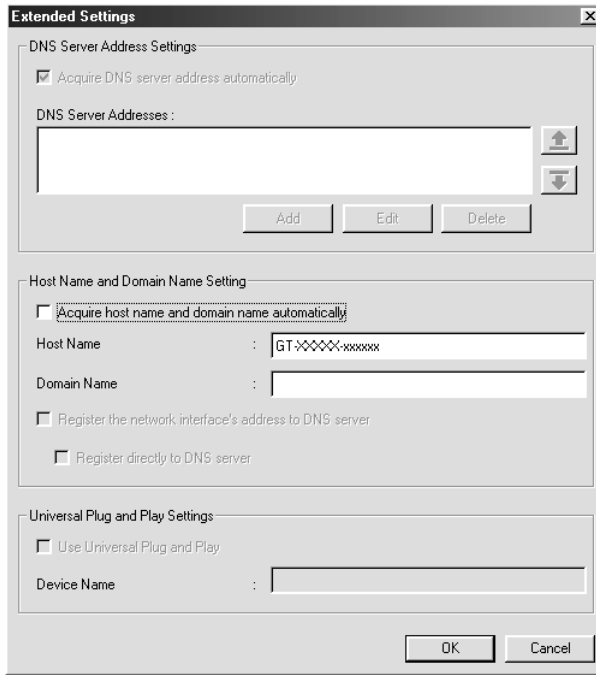 Extended Settings
DNS Server Address Settings
Acquire DNS server address automatically
DNS Server Addresses :
Add Edit Delete
Host Name and Domain Name Setting
Acquire host name and domain name automatically
Host Name : GT-XXXXX-xxxxxx
Domain Name :
Register the network interface's address to DNS server
Register directly to DNS server
Universal Plug and Play Settings
Use Universal Plug and Play
Device Name :
OK Cancel